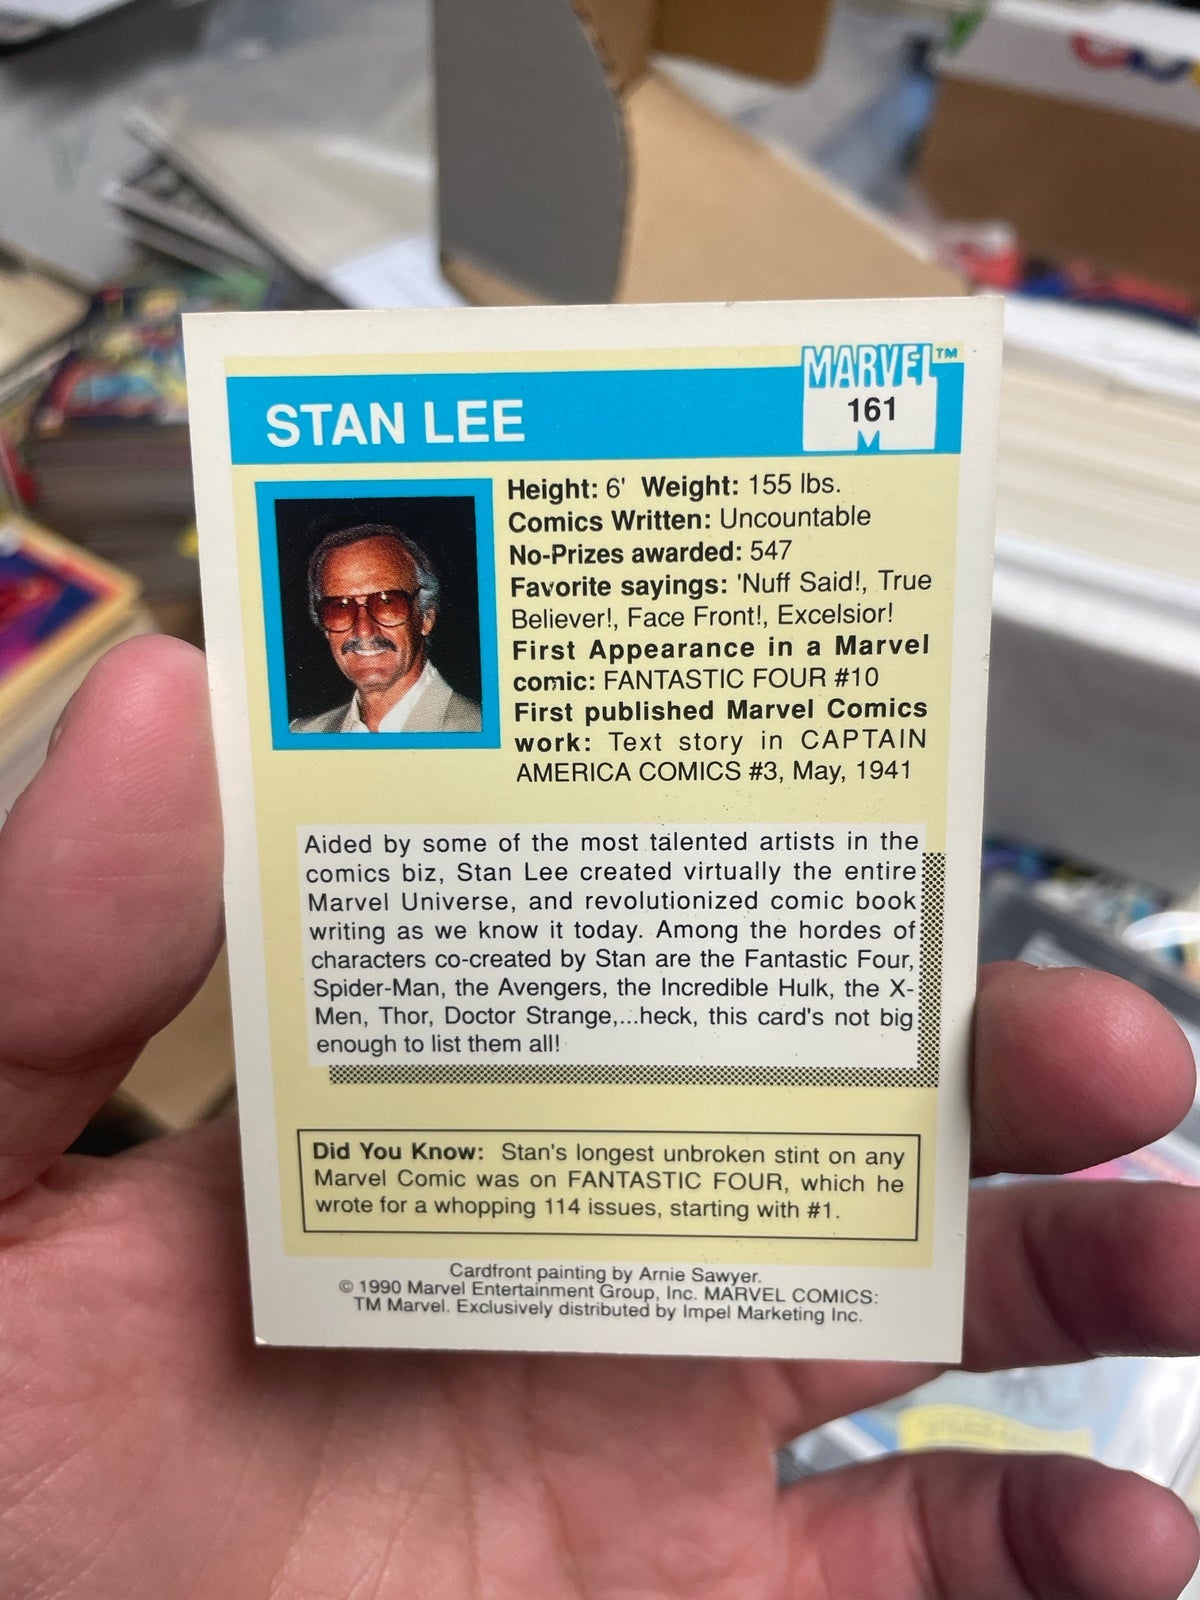 MARVEL™
STAN LEE
161
Height: 6' Weight: 155 lbs.
Comics Written: Uncountable
No-Prizes awarded: 547
Favorite sayings: 'Nuff Said!, True
Believer!, Face Front!, Excelsior!
First Appearance in a Marvel
comic: FANTASTIC FOUR #10
First published Marvel Comics
work: Text story in CAPTAIN
AMERICA COMICS #3, May, 1941
Aided by some of the most talented artists in the
comics biz, Stan Lee created virtually the entire
Marvel Universe, and revolutionized comic book
writing as we know it today. Among the hordes of
characters co-created by Stan are the Fantastic Four,
Spider-Man, the Avengers, the Incredible Hulk, the X-
Men, Thor, Doctor Strange,...heck, this card's not big
enough to list them all!
Did You Know: Stan's longest unbroken stint on any
Marvel Comic was on FANTASTIC FOUR, which he
wrote for a whopping 114 issues, starting with #1.
Cardfront painting by Arnie Sawyer.
© 1990 Marvel Entertainment Group, Inc. MARVEL COMICS:
TM Marvel. Exclusively distributed by Impel Marketing Inc.